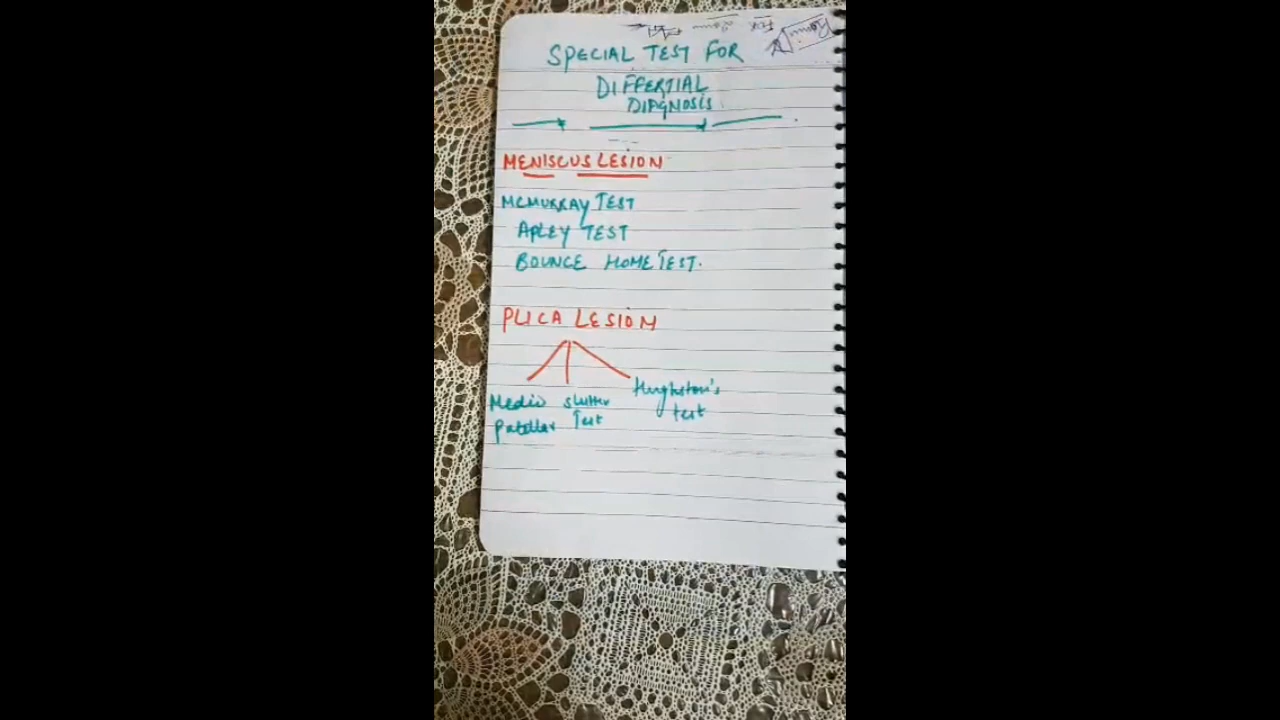 SPECIAL TEST FOR
DIFFERTIAL
DIAGNOSIS
MENISCUS LESION
MCMURRAY TEST
APLEY TEST
BOUNCE HOME TEST.
PLICA LESION
Medio patellar
stutter Test
Hughston's test